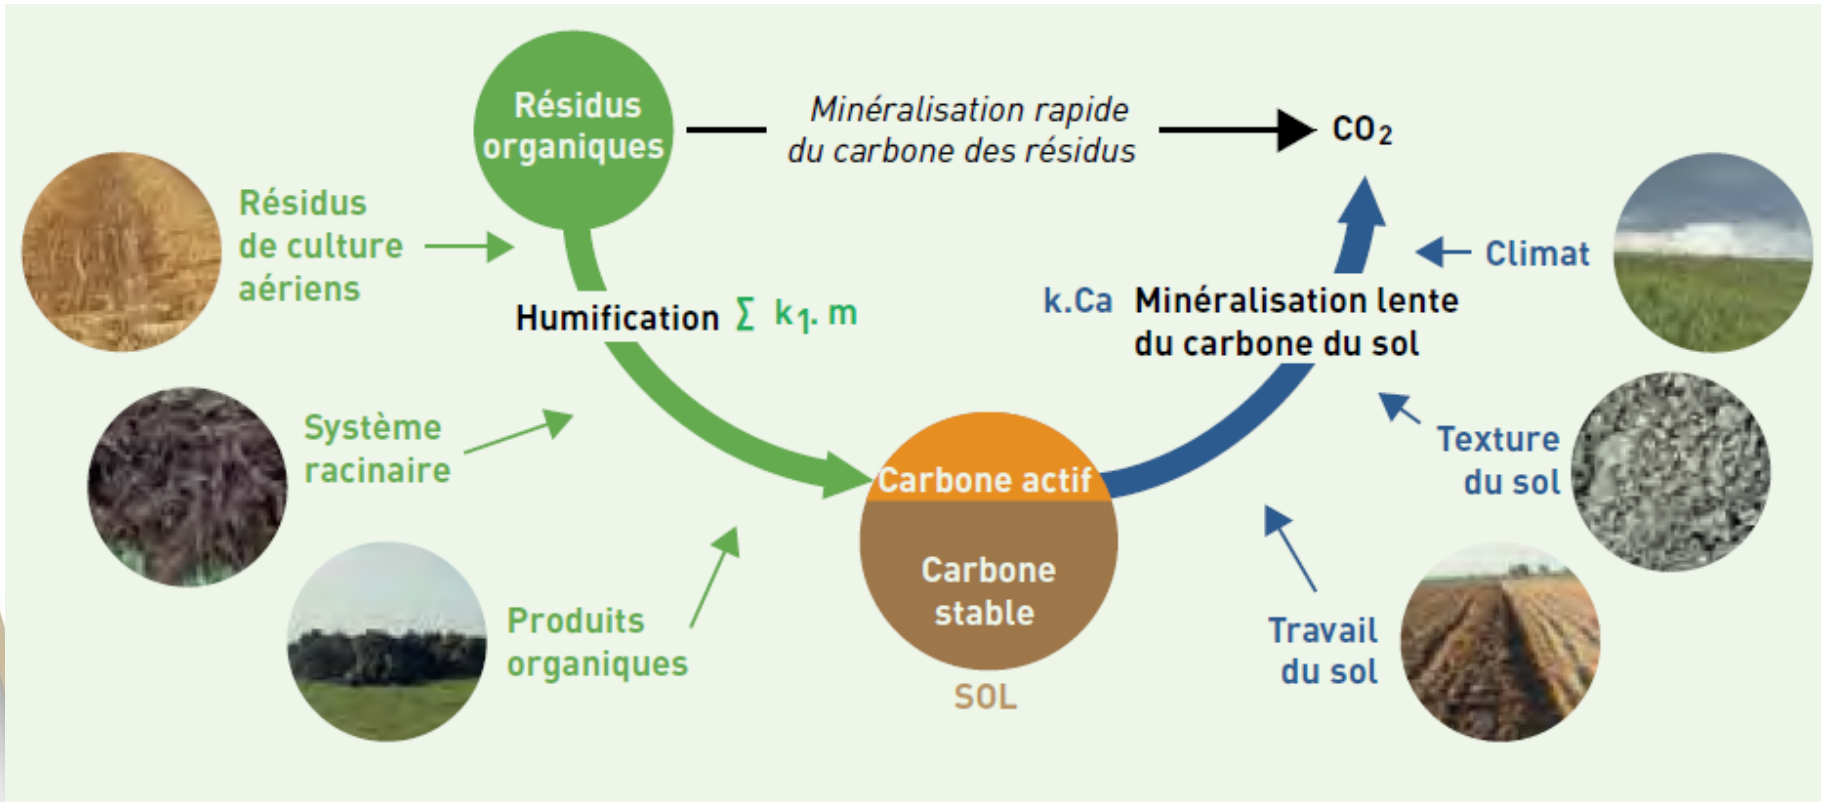 Résidus
organiques
Minéralisation rapide
du carbone des résidus
CO2
Résidus
de culture
aériens
Climat
Humification Σ k1. m
k.Ca Minéralisation lente
du carbone du sol
Système
racinaire
Carbone actif
Texture
du sol
Carbone
stable
Produits
organiques
Travail
du sol
SOL